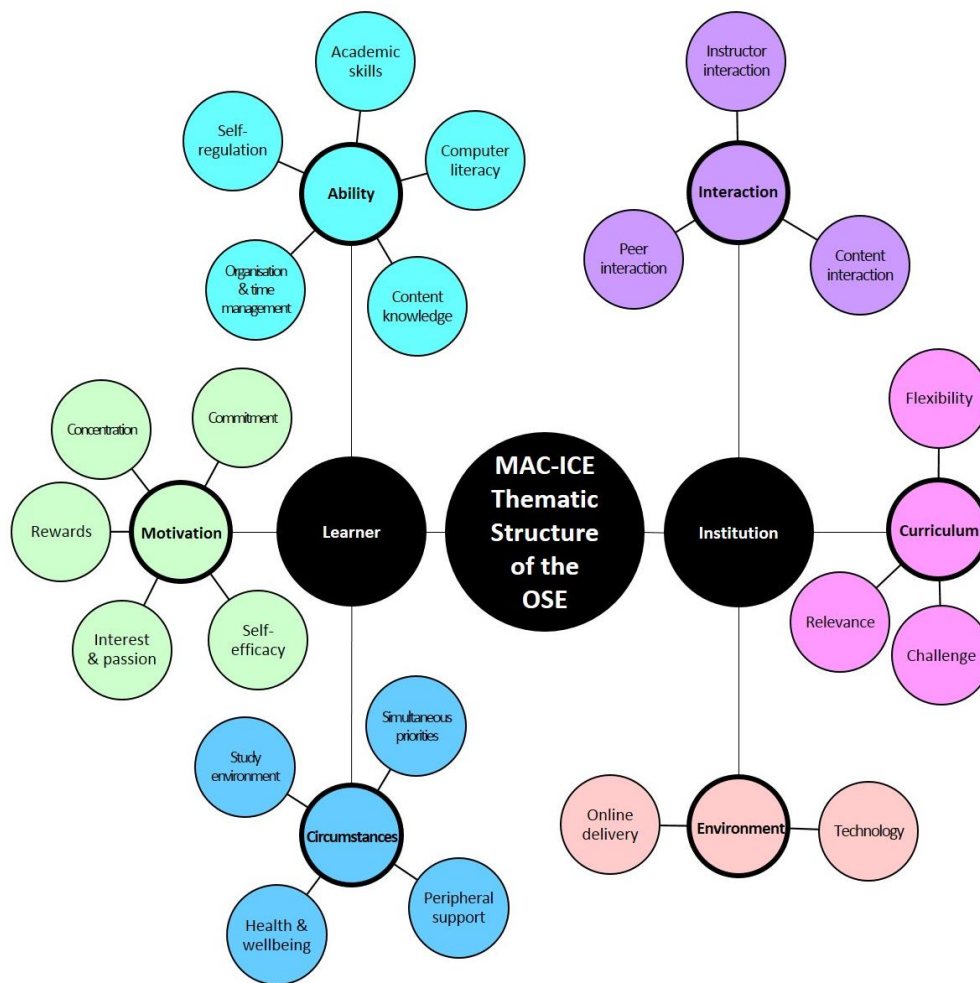 Academic
skills
Self-
regulation
Computer
literacy
Ability
Organisation
& time
management
Content
knowledge
Instructor
interaction
Interaction
Peer
interaction
Content
interaction
Concentration
Commitment
Rewards
Motivation
Interest
& passion
Self-
efficacy
Learner
MAC-ICE
Thematic
Structure
of the
OSE
Institution
Flexibility
Curriculum
Relevance
Challenge
Simultaneous
priorities
Study
environment
Circumstances
Health &
wellbeing
Peripheral
support
Online
delivery
Environment
Technology